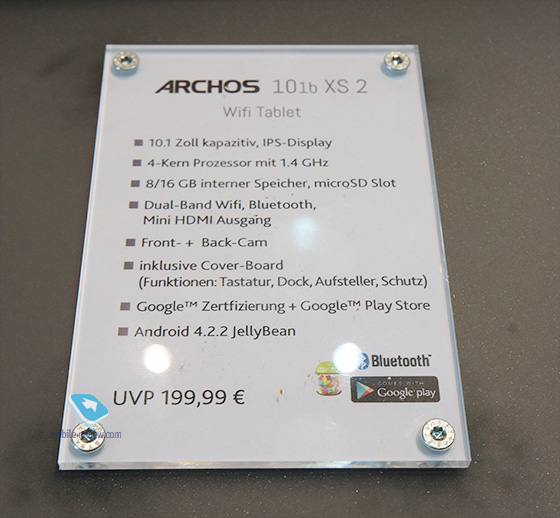 ARCHOS 101b XS 2
Wifi Tablet
10.1 Zoll kapazitiv, IPS-Display
4-Kern Prozessor mit 1.4 GHz
8/16 GB interner Speicher, microSD Slot
Dual-Band Wifi, Bluetooth,
Mini HDMI Ausgang
Front- + Back-Cam
inklusive Cover-Board
(Funktionen: Tastatur, Dock, Aufsteller, Schutz)
Google™ Zertfizierung + Google™ Play Store
Android 4.2.2 JellyBean
Bluetooth
COMES WITH
Google play
UVP 199,99 €